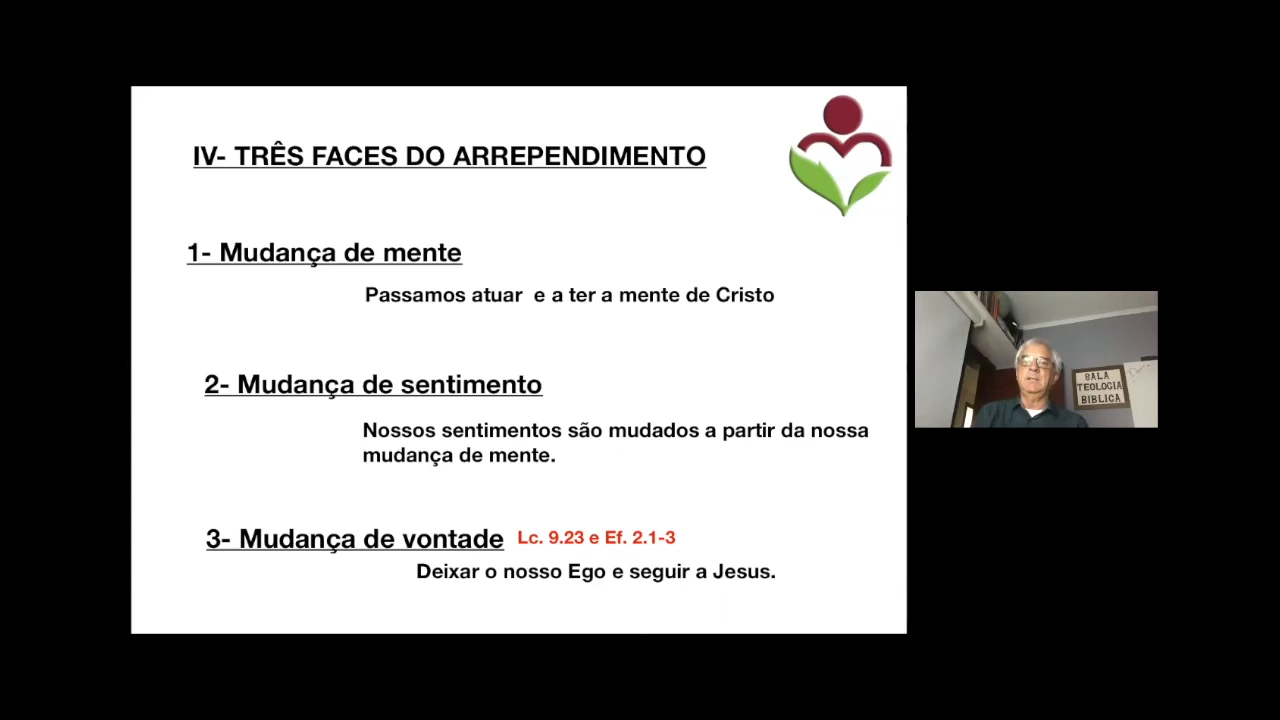 IV- TRÊS FACES DO ARREPENDIMENTO
1- Mudança de mente
Passamos atuar e a ter a mente de Cristo
2- Mudança de sentimento
Nossos sentimentos são mudados a partir da nossa
mudança de mente.
3- Mudança de vontade Lc. 9.23 e Ef. 2.1-3
Deixar o nosso Ego e seguir a Jesus.
SALA
TEOLOGIA
BIBLICA